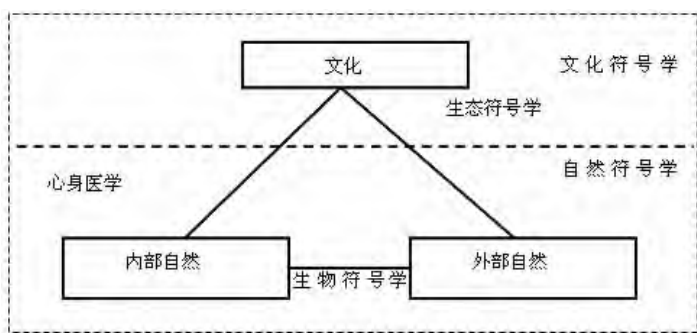 文化
文化符号学
生态符号学
自然符号学
心身医学
内部自然
外部自然
生物符号学